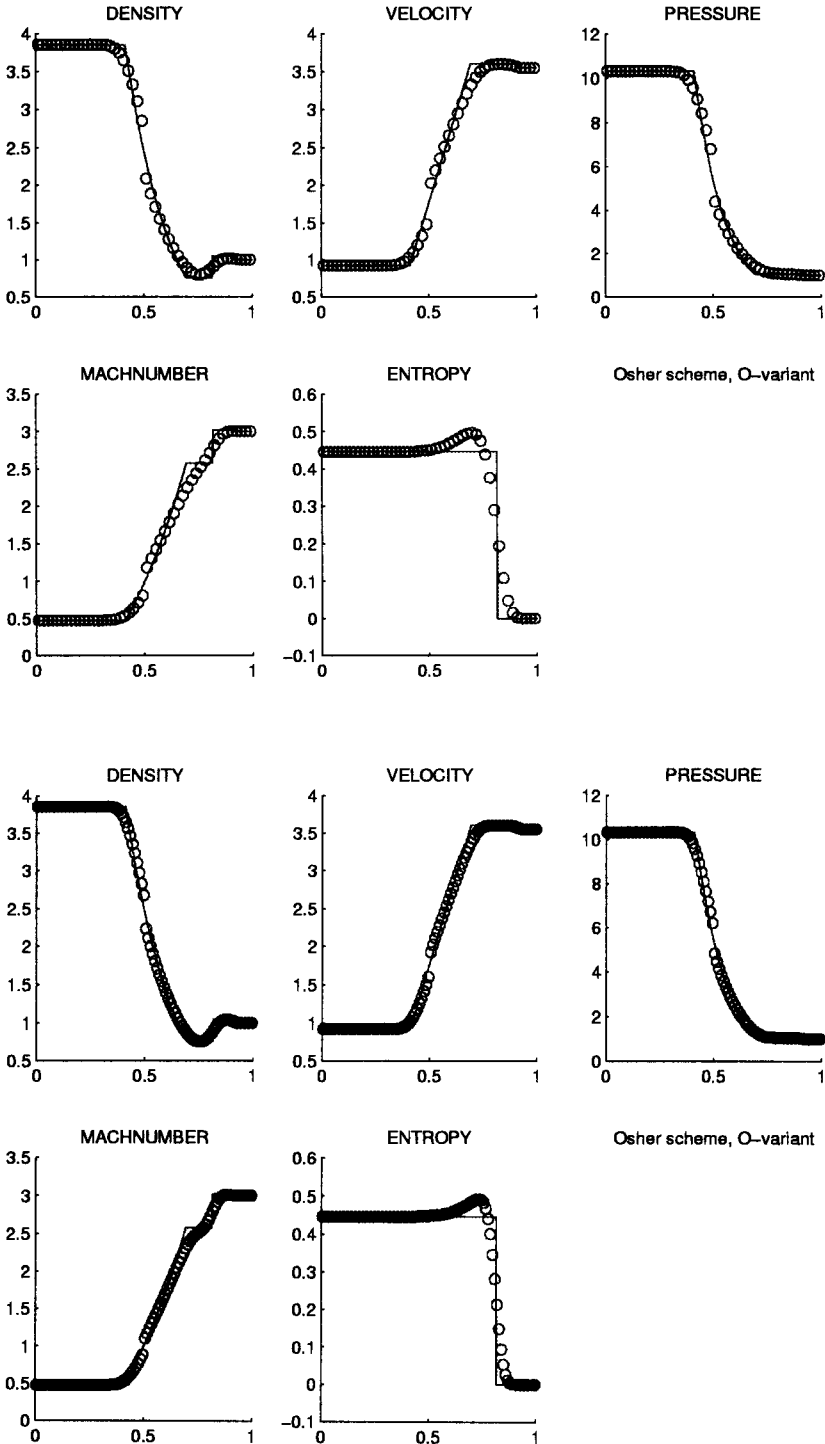 DENSITY VELOCITY PRESSURE
4 4 12
3.5 3.5 10
3 3 8
2.5 2.5 6
2 2 4
1.5 1.5 2
1 1
0.5 0.5 0
0 0.5 1 0 0.5 1 0 0.5 1
MACHNUMBER ENTROPY Osher scheme, O-variant
3.5 0.6
3 0.5
2.5 0.4
2 0.3
1.5 0.2
1 0.1
0.5 0
0 -0.1
0 0.5 1 0 0.5 1
DENSITY VELOCITY PRESSURE
4 4 12
3.5 3.5 10
3 3 8
2.5 2.5 6
2 2 4
1.5 1.5 2
1 1
0.5 0.5 0
0 0.5 1 0 0.5 1 0 0.5 1
MACHNUMBER ENTROPY Osher scheme, O-variant
3.5 0.6
3 0.5
2.5 0.4
2 0.3
1.5 0.2
1 0.1
0.5 0
0 -0.1
0 0.5 1 0 0.5 1